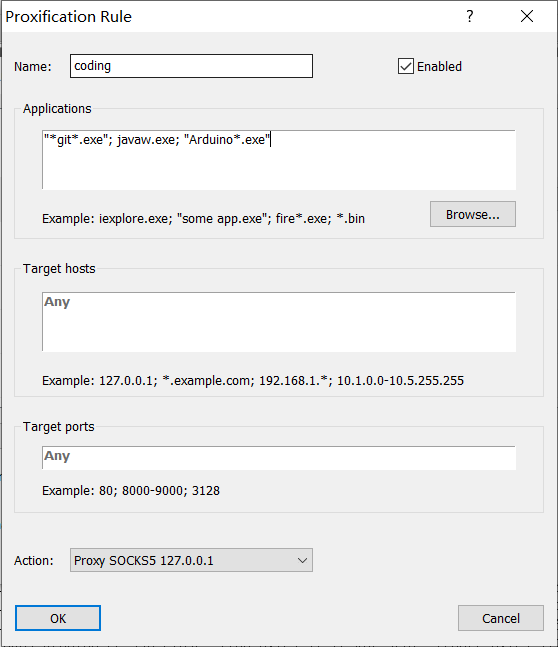 Proxification Rule
Name: coding Enabled
Applications
"*git*.exe"; javaw.exe; "Arduino*.exe"
Example: iexplore.exe; "some app.exe"; fire*.exe; *.bin
Browse...
Target hosts
Any
Example: 127.0.0.1; *.example.com; 192.168.1.*; 10.1.0.0-10.5.255.255
Target ports
Any
Example: 80; 8000-9000; 3128
Action: Proxy SOCKS5 127.0.0.1
OK Cancel